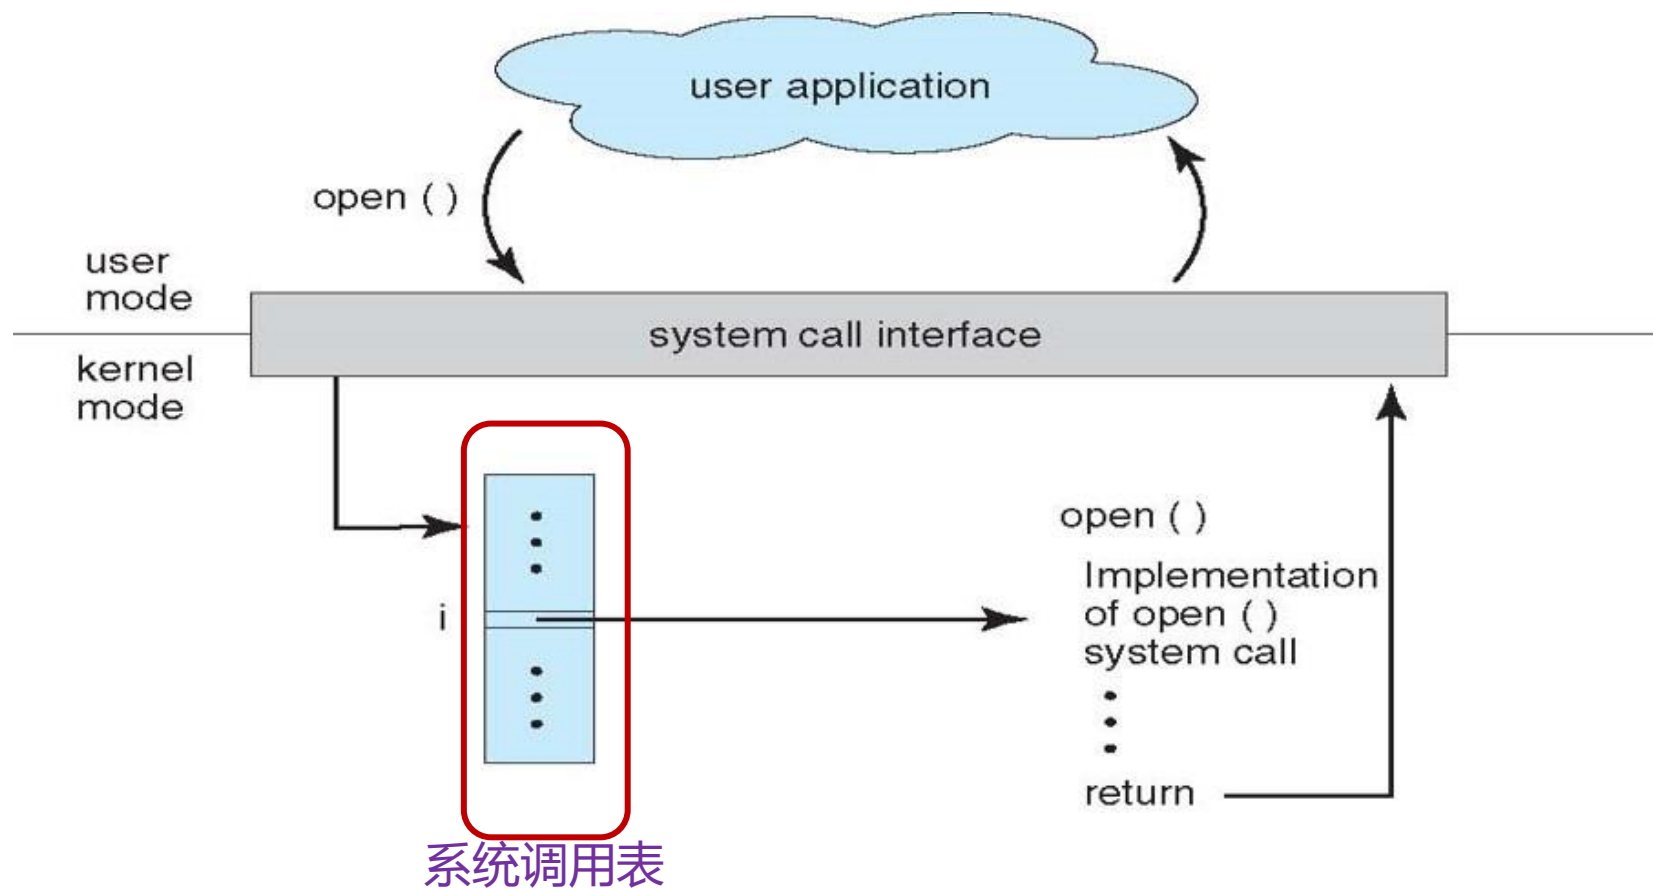 user application
open ( )
user
mode
system call interface
kernel
mode
i
open ( )
Implementation
of open ( )
system call
return
系统调用表